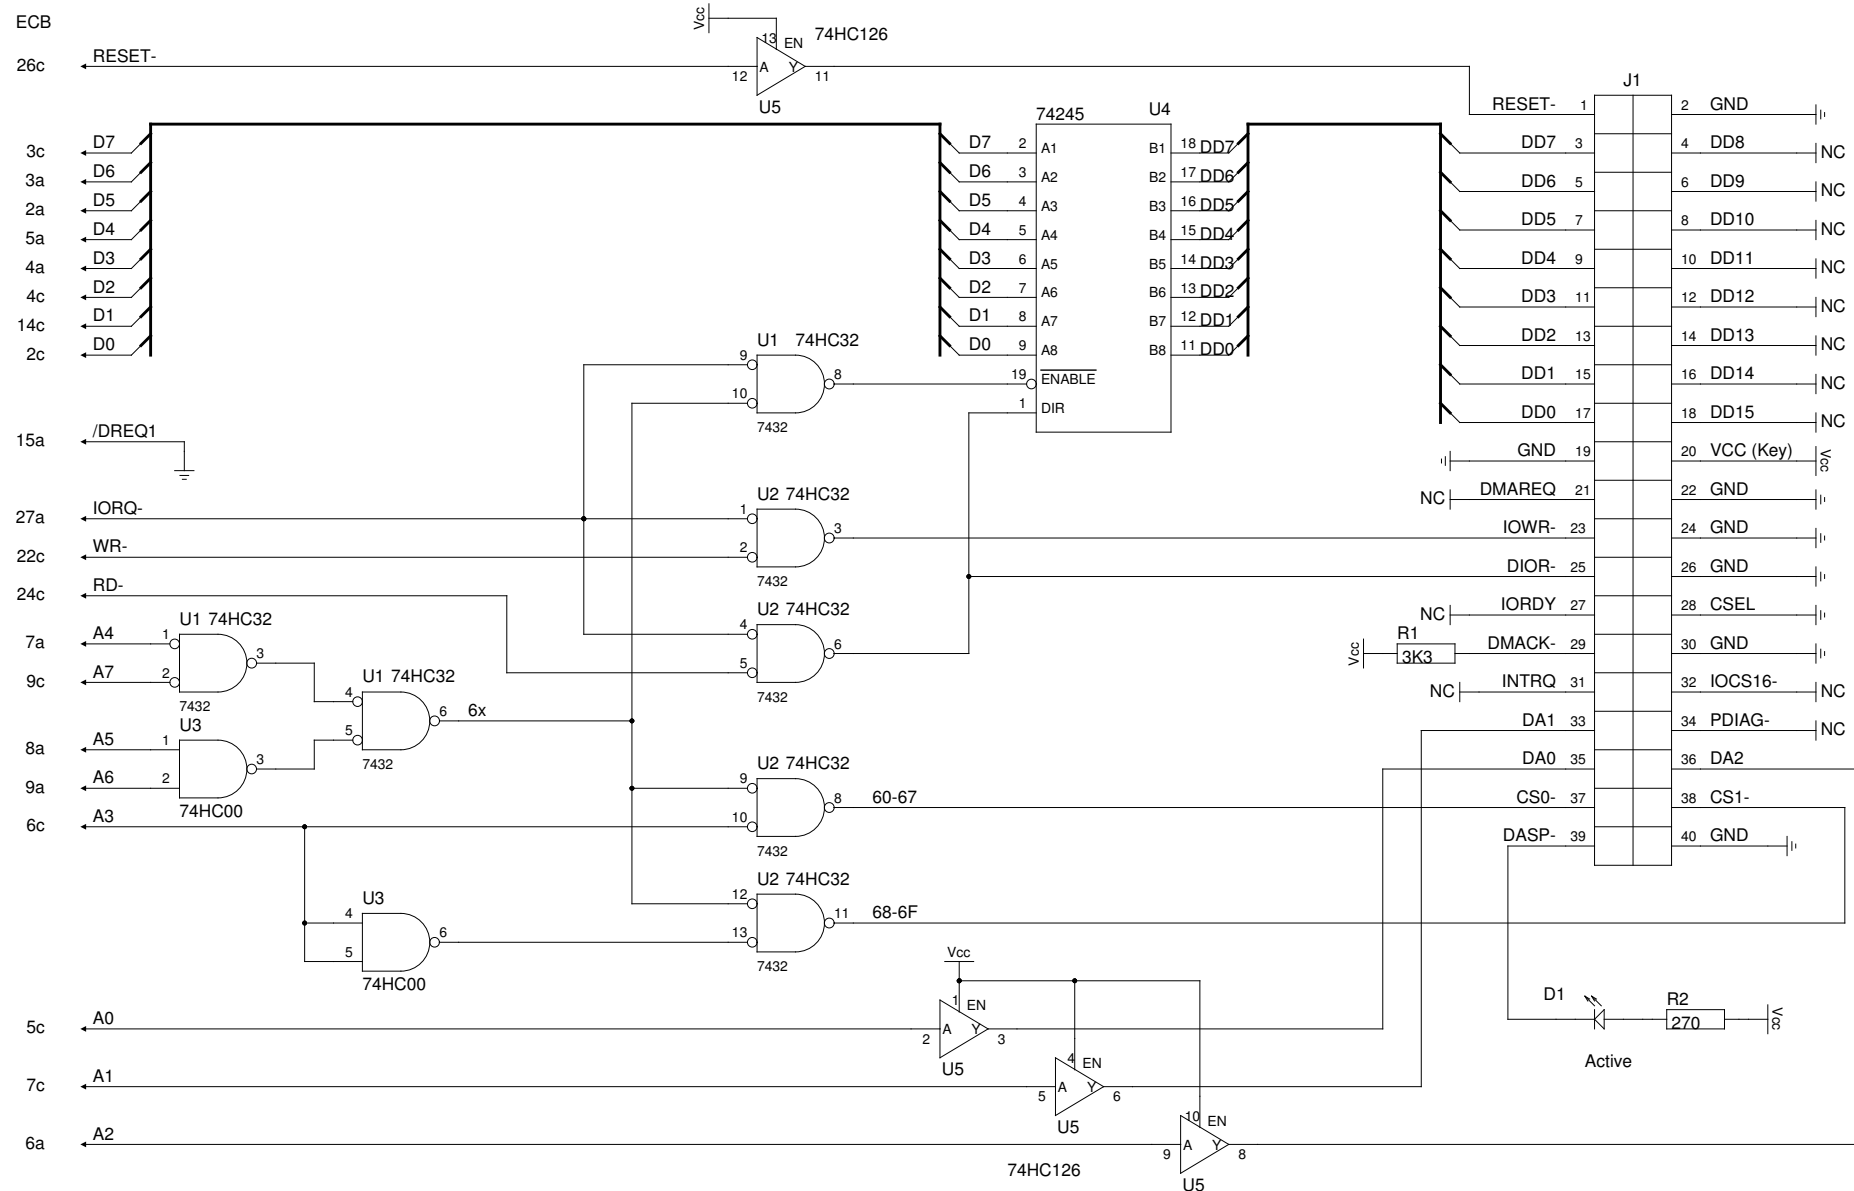 ECB
Vcc
13 EN 74HC126
26c RESET- 12 A Y 11
U5
J1
RESET- 1 2 GND
74245 U4
3c D7 D7 2 A1 B1 18 DD7 DD7 3 4 DD8 NC
3a D6 D6 3 A2 B2 17 DD6 DD6 5 6 DD9 NC
2a D5 D5 4 A3 B3 16 DD5 DD5 7 8 DD10 NC
5a D4 D4 5 A4 B4 15 DD4 DD4 9 10 DD11 NC
4a D3 D3 6 A5 B5 14 DD3 DD3 11 12 DD12 NC
4c D2 D2 7 A6 B6 13 DD2 DD2 13 14 DD13 NC
14c D1 D1 8 A7 B7 12 DD1 DD1 15 16 DD14 NC
2c D0 D0 9 A8 B8 11 DD0 DD0 17 18 DD15 NC
U1 74HC32
9 10 8
7432
19 ENABLE
1 DIR
15a /DREQ1
GND 19 20 VCC (Key) Vcc
NC DMAREQ 21 22 GND
U2 74HC32
27a IORQ- 1 3
IOWR- 23 24 GND
22c WR- 2
7432
DIOR- 25 26 GND
24c RD-
U2 74HC32
4 5 6
7432
NC IORDY 27 28 CSEL
Vcc R1 3K3 DMACK- 29 30 GND
NC INTRQ 31 32 IOCS16- NC
DA1 33 34 PDIAG- NC
DA0 35 36 DA2
CS0- 37 38 CS1-
DASP- 39 40 GND
U1 74HC32
7a A4 1 3
9c A7 2
7432
U1 74HC32
4 5 6 6x
7432
U3
8a A5 1 3
9a A6 2
74HC00
6c A3
U2 74HC32
9 10 8 60-67
7432
U2 74HC32
12 13 11 68-6F
7432
U3
4 5 6
74HC00
Vcc
5c A0 2 A 1 EN Y 3
U5
7c A1 5 A 4 EN Y 6
U5
6a A2 9 A 10 EN Y 8
74HC126 U5
D1 R2
270 Vcc
Active